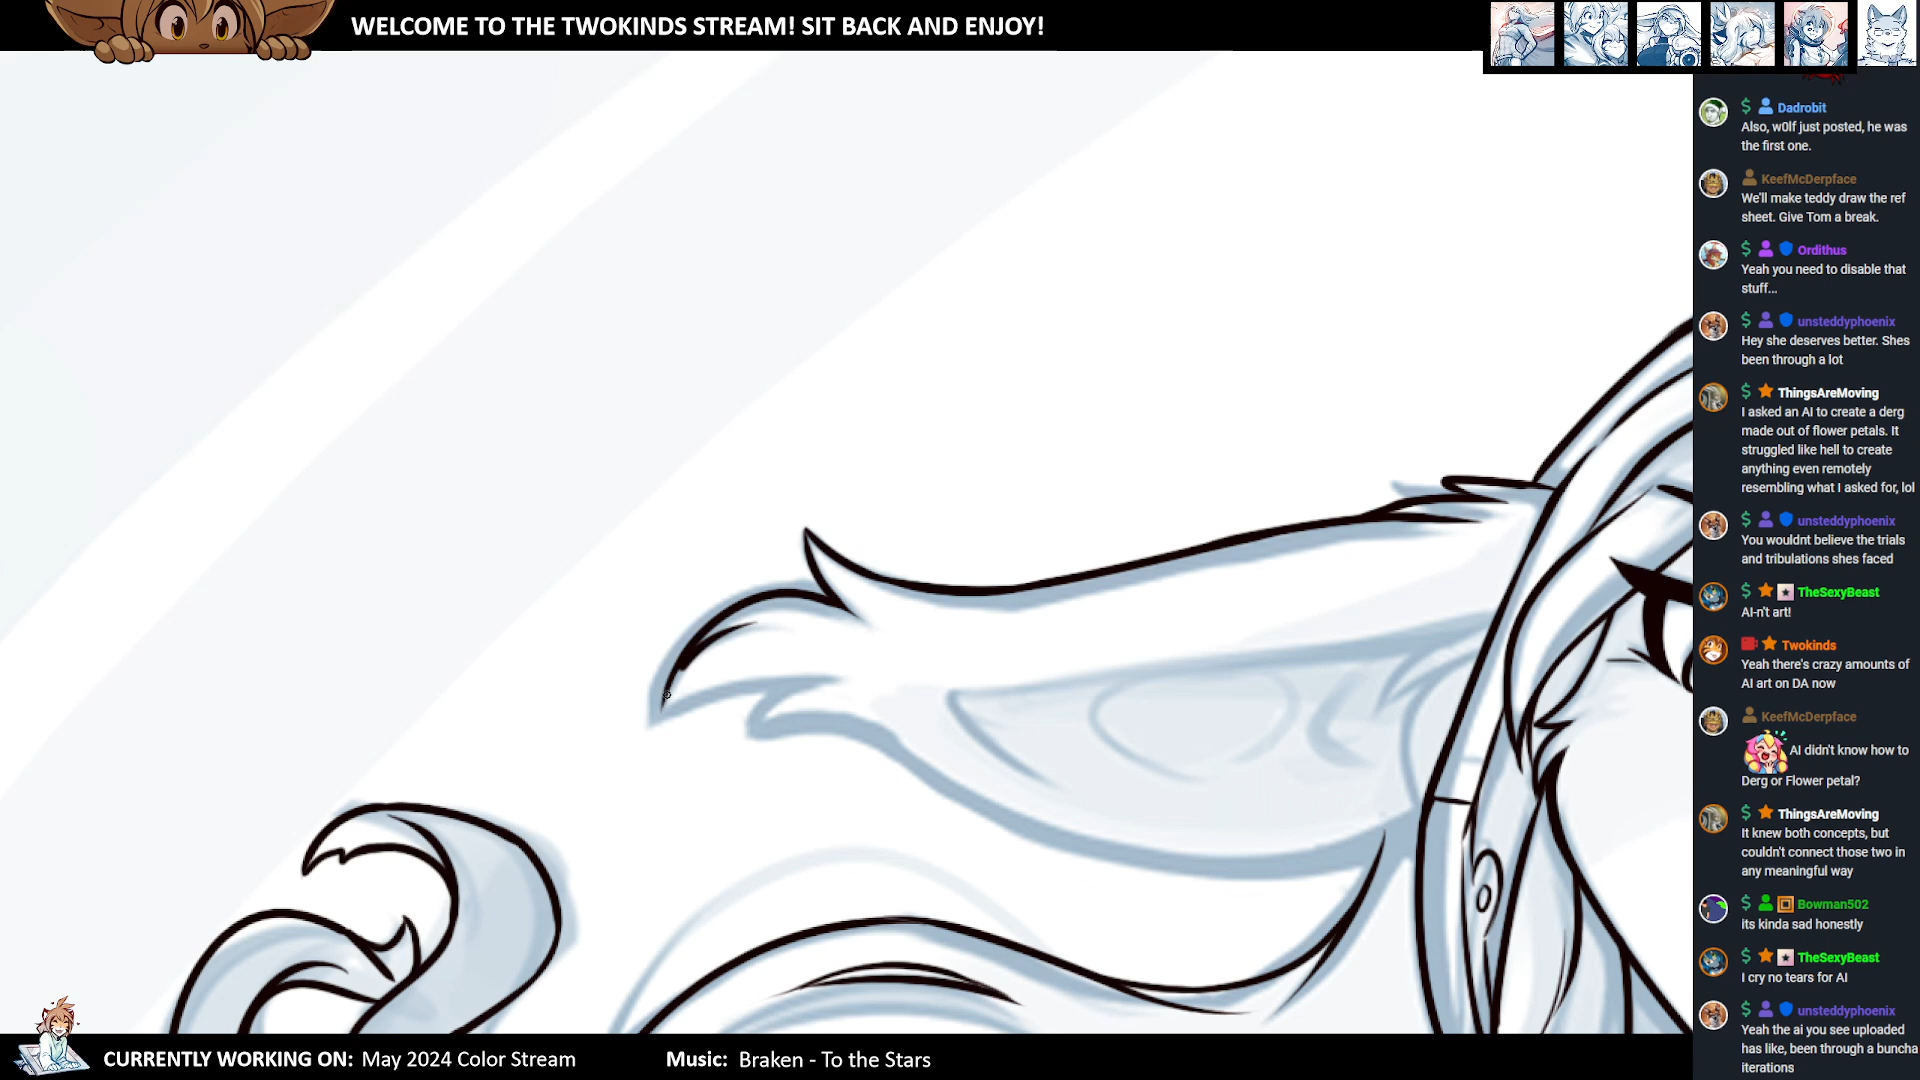 WELCOME TO THE TWOKINDS STREAM! SIT BACK AND ENJOY!
Dadrobit
Also, w0lf just posted, he was
the first one.
KeefMcDerpface
We'll make teddy draw the ref
sheet. Give Tom a break.
Ordithus
Yeah you need to disable that
stuff...
unsteddyphoenix
Hey she deserves better. Shes
been through a lot
ThingsAreMoving
I asked an AI to create a derg
made out of flower petals. It
struggled like hell to create
anything even remotely
resembling what I asked for, lol
unsteddyphoenix
You wouldnt believe the trials
and tribulations shes faced
TheSexyBeast
AI-n't art!
Twokinds
Yeah there's crazy amounts of
AI art on DA now
KeefMcDerpface
AI didn't know how to
Derg or Flower petal?
ThingsAreMoving
It knew both concepts, but
couldn't connect those two in
any meaningful way
Bowman502
its kinda sad honestly
TheSexyBeast
I cry no tears for AI
unsteddyphoenix
Yeah the ai you see uploaded
has like, been through a buncha
iterations
CURRENTLY WORKING ON: May 2024 Color Stream
Music: Braken - To the Stars